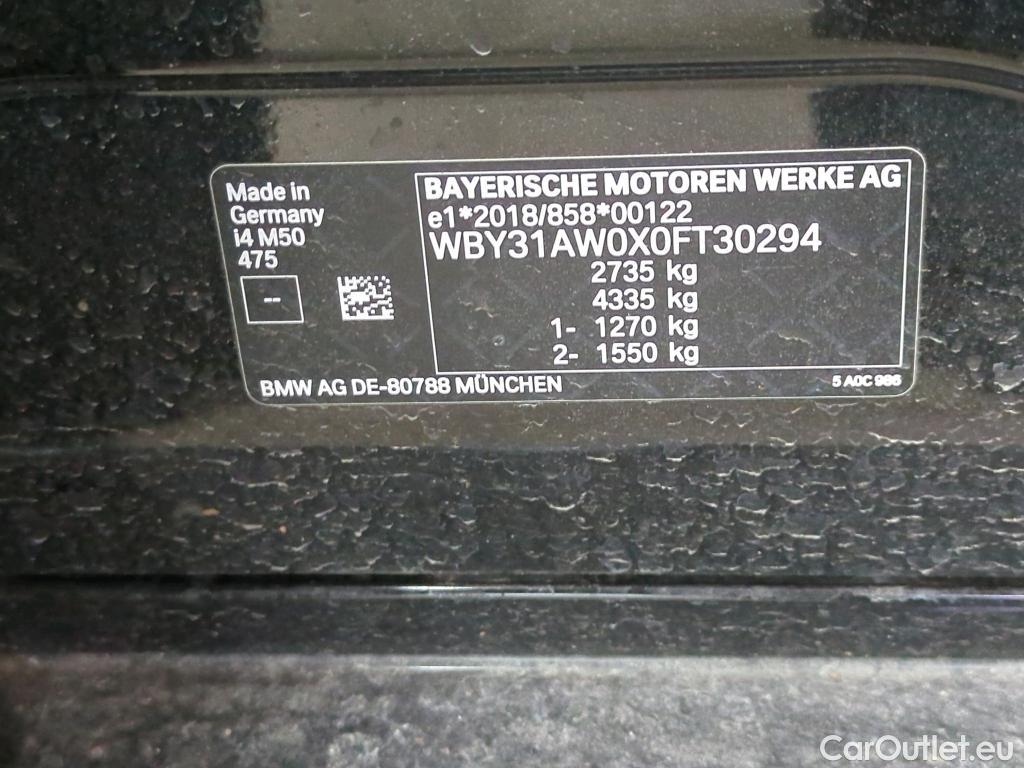 Made in
Germany
i4 M50
475
--
BAYERISCHE MOTOREN WERKE AG
e1*2018/858*00122
WBY31AW0X0FT30294
2735 kg
4335 kg
1- 1270 kg
2- 1550 kg
BMW AG DE-80788 MÜNCHEN
5 A0C 986
CarOutlet.eu